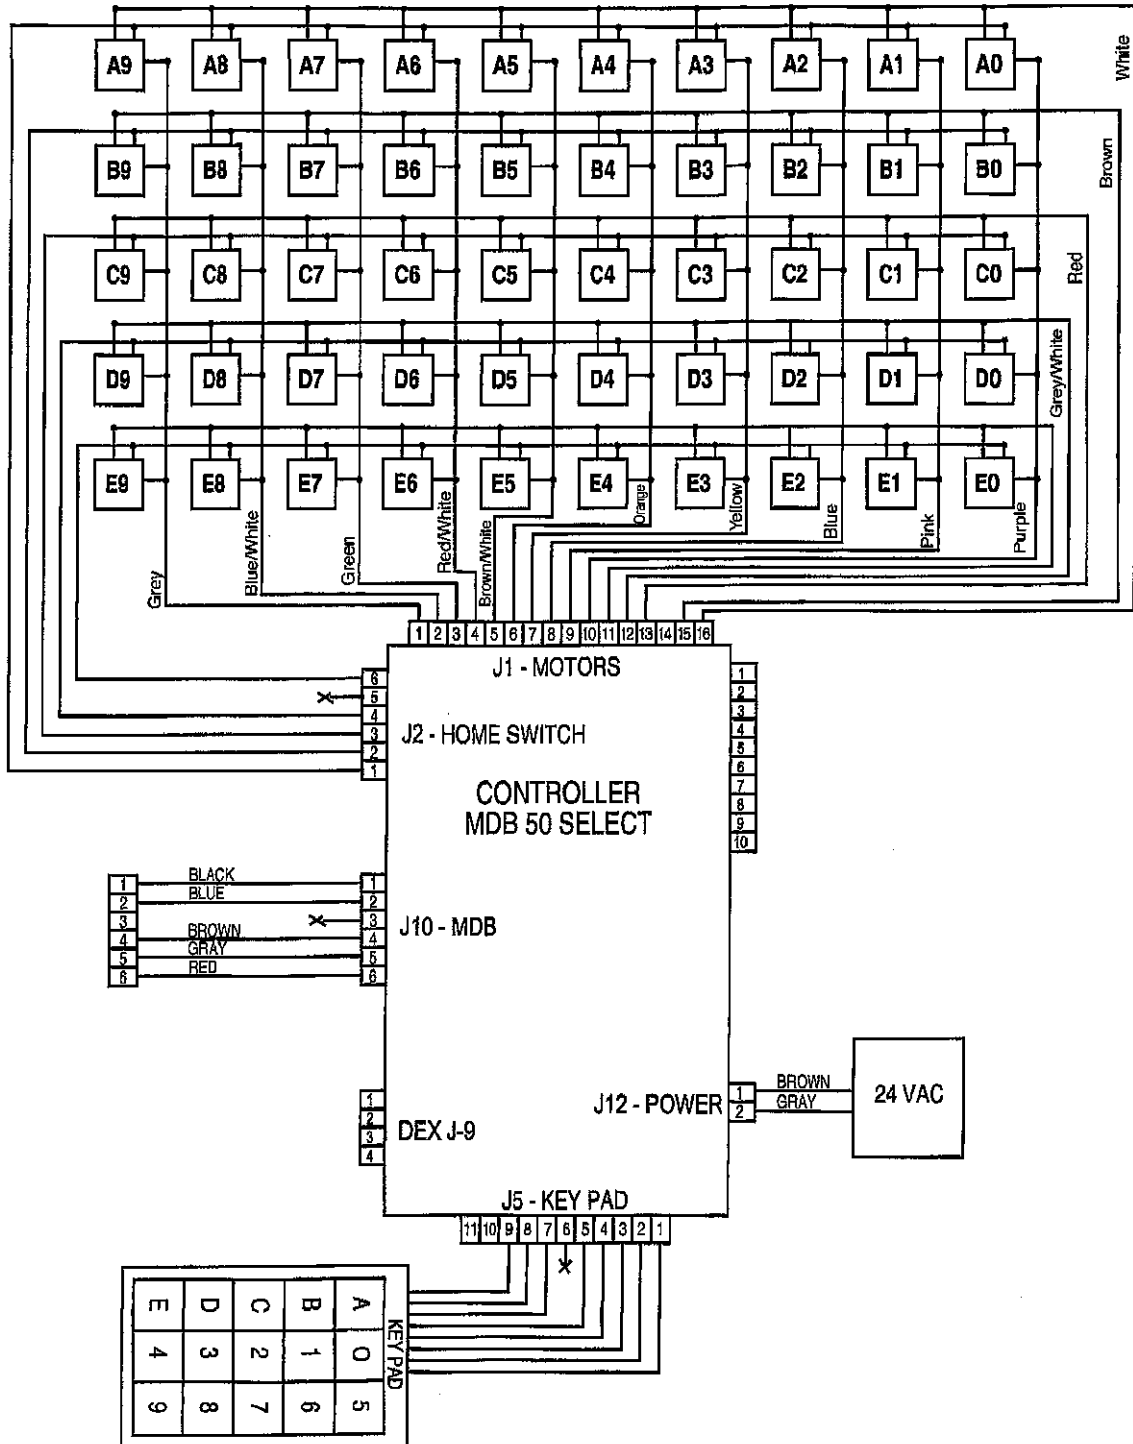 A9 A8 A7 A6 A5 A4 A3 A2 A1 A0
White
B9 B8 B7 B6 B5 B4 B3 B2 B1 B0
Brown
C9 C8 C7 C6 C5 C4 C3 C2 C1 C0
Red
D9 D8 D7 D6 D5 D4 D3 D2 D1 D0
Grey/White
E9 E8 E7 E6 E5 E4 E3 E2 E1 E0
Grey
Blue/White
Green
Red/White
Brown/White
Orange
Yellow
Blue
Pink
Purple
1 2 3 4 5 6 7 8 9 10 11 12 13 14 15 16
J1 - MOTORS
6
5
4
3
2
1
J2 - HOME SWITCH
1
2
3
4
5
6
7
8
9
10
CONTROLLER
MDB 50 SELECT
1 BLACK 1
2 BLUE 2
3 3
4 BROWN 4
5 GRAY 5
6 RED 6
J10 - MDB
1
2
3
4
DEX J-9
J12 - POWER
1 BROWN
2 GRAY
24 VAC
J5 - KEY PAD
11 10 9 8 7 6 5 4 3 2 1
KEY PAD
A 0 5
B 1 6
C 2 7
D 3 8
E 4 9